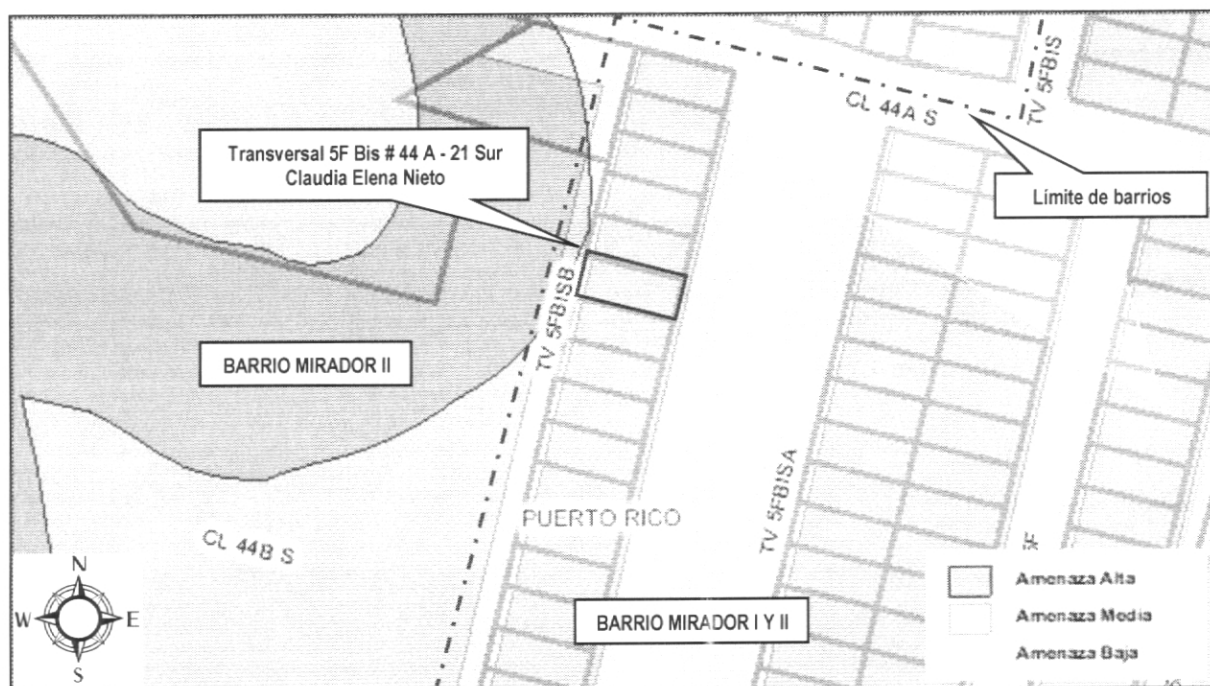 CL 44A S
TV 5FBIS
Transversal 5F Bis # 44 A - 21 Sur
Claudia Elena Nieto
Límite de barrios
TV 5FBISB
BARRIO MIRADOR II
TV 5FBISA
PUERTO RICO
CL 44B S
5F
N
W
E
S
BARRIO MIRADOR I Y II
Amenaza Alta
Amenaza Media
Amenaza Baja